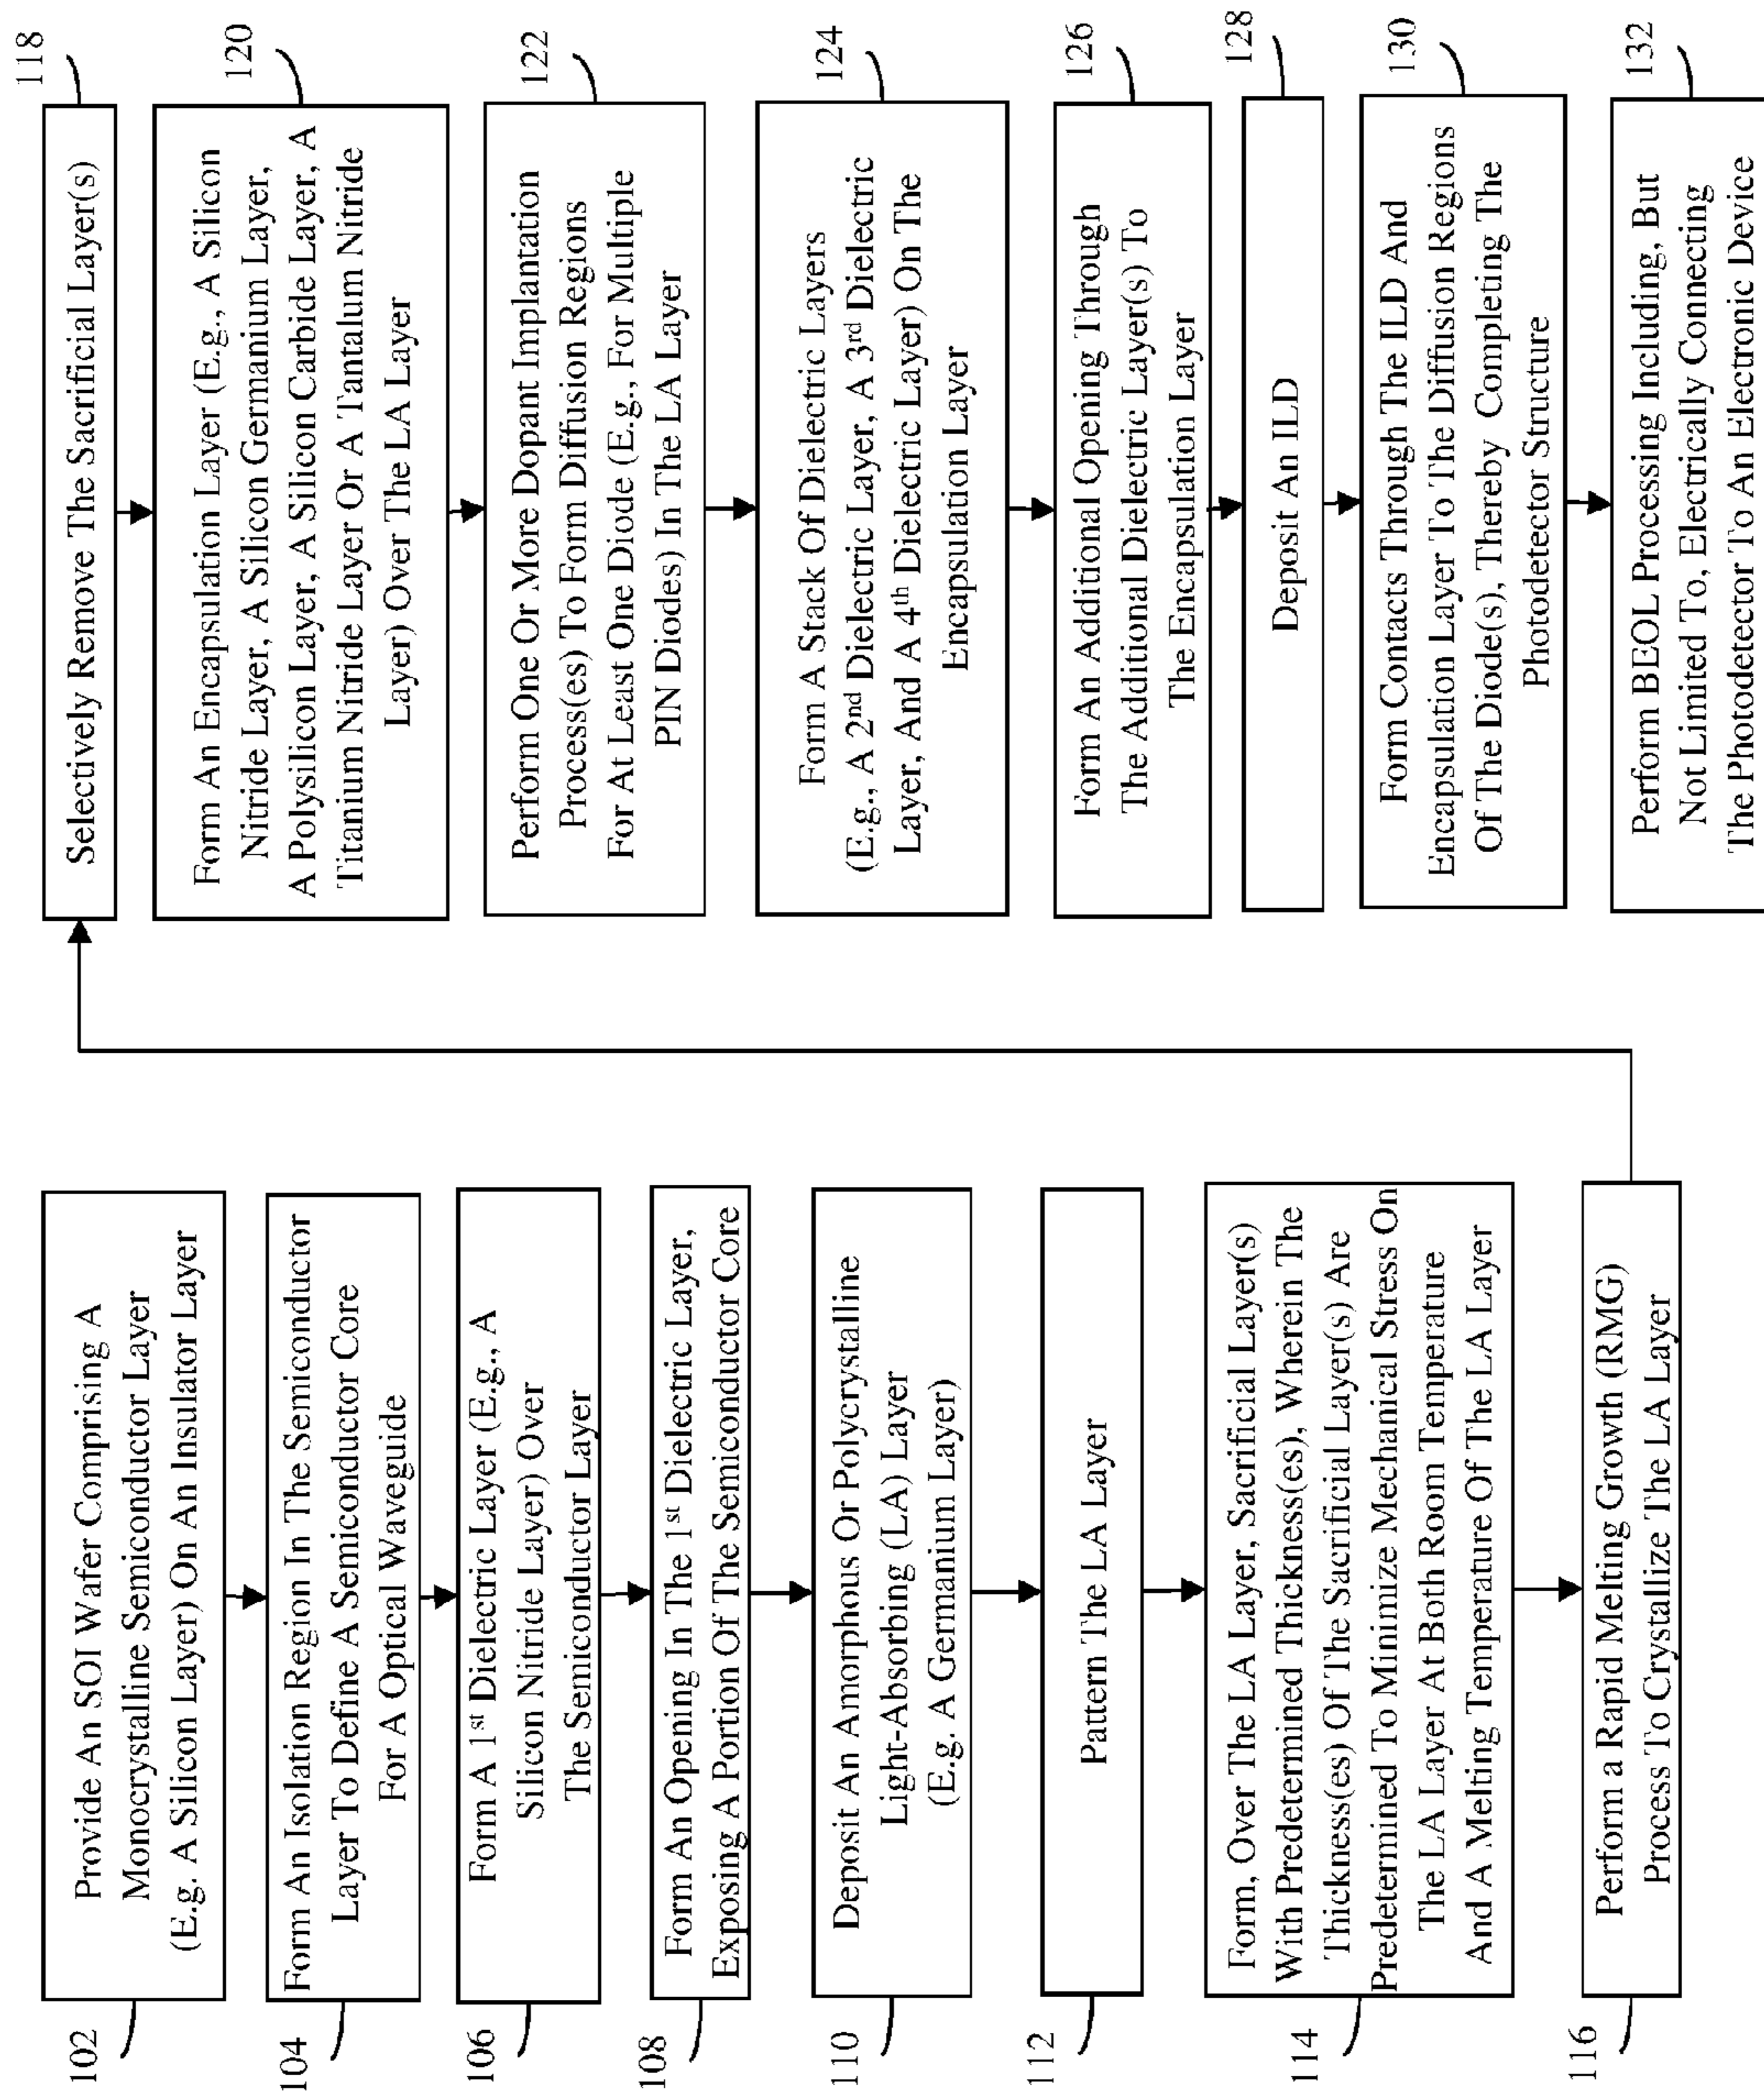 102
Provide An SOI Wafer Comprising A
Monocrystalline Semiconductor Layer
(E.g. A Silicon Layer) On An Insulator Layer
104
Form An Isolation Region In The Semiconductor
Layer To Define A Semiconductor Core
For A Optical Waveguide
106
Form A 1st Dielectric Layer (E.g., A
Silicon Nitride Layer) Over
The Semiconductor Layer
108
Form An Opening In The 1st Dielectric Layer,
Exposing A Portion Of The Semiconductor Core
110
Deposit An Amorphous Or Polycrystalline
Light-Absorbing (LA) Layer
(E.g. A Germanium Layer)
112
Pattern The LA Layer
114
Form, Over The LA Layer, Sacrificial Layer(s)
With Predetermined Thickness(es), Wherein The
Thickness(es) Of The Sacrificial Layer(s) Are
Predetermined To Minimize Mechanical Stress On
The LA Layer At Both Room Temperature
And A Melting Temperature Of The LA Layer
116
Perform a Rapid Melting Growth (RMG)
Process To Crystallize The LA Layer
118
Selectively Remove The Sacrificial Layer(s)
120
Form An Encapsulation Layer (E.g., A Silicon
Nitride Layer, A Silicon Germanium Layer,
A Polysilicon Layer, A Silicon Carbide Layer, A
Titanium Nitride Layer Or A Tantalum Nitride
Layer) Over The LA Layer
122
Perform One Or More Dopant Implantation
Process(es) To Form Diffusion Regions
For At Least One Diode (E.g., For Multiple
PIN Diodes) In The LA Layer
124
Form A Stack Of Dielectric Layers
(E.g., A 2nd Dielectric Layer, A 3rd Dielectric
Layer, And A 4th Dielectric Layer) On The
Encapsulation Layer
126
Form An Additional Opening Through
The Additional Dielectric Layer(s) To
The Encapsulation Layer
128
Deposit An ILD
130
Form Contacts Through The ILD And
Encapsulation Layer To The Diffusion Regions
Of The Diode(s), Thereby Completing The
Photodetector Structure
132
Perform BEOL Processing Including, But
Not Limited To, Electrically Connecting
The Photodetector To An Electronic Device